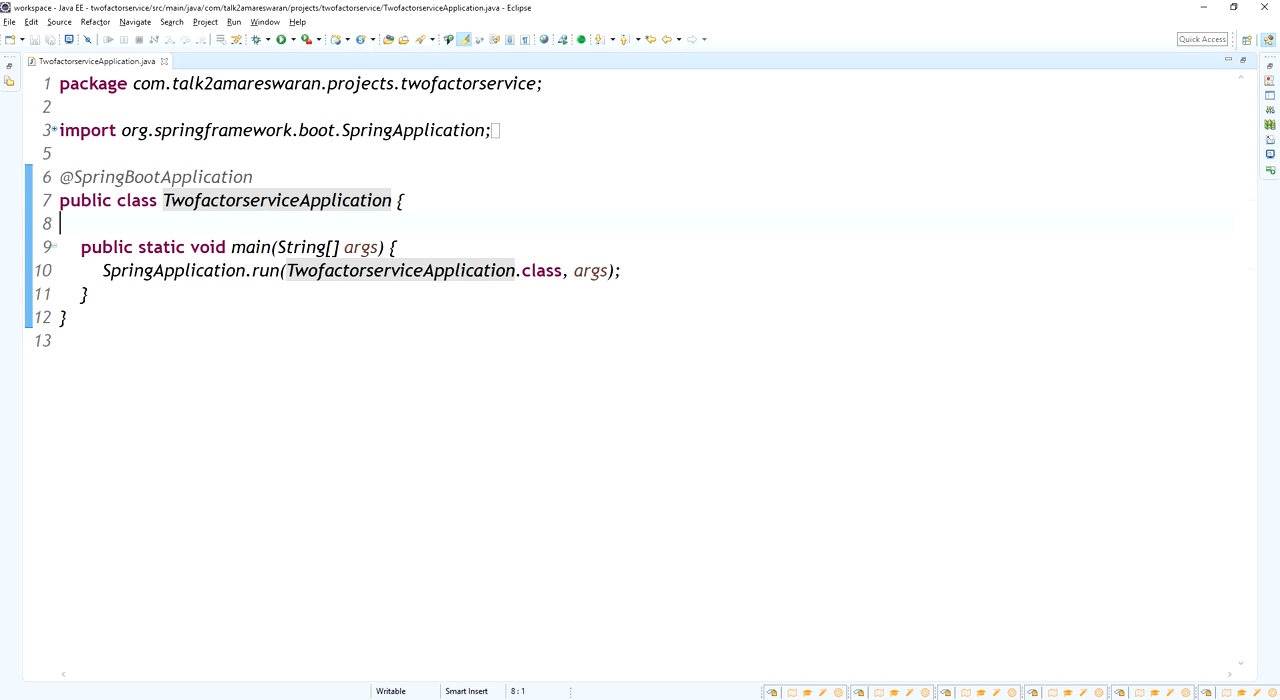 workspace - Java EE - twofactorservice/src/main/java/com/talk2amareswaran/projects/twofactorservice/TwofactorserviceApplication.java - Eclipse
File Edit Source Refactor Navigate Search Project Run Window Help
Quick Access
TwofactorserviceApplication.java
1 package com.talk2amareswaran.projects.twofactorservice;
2
3 import org.springframework.boot.SpringApplication;
5
6 @SpringBootApplication
7 public class TwofactorserviceApplication {
8
9 public static void main(String[] args) {
10 SpringApplication.run(TwofactorserviceApplication.class, args);
11 }
12 }
13
Writable Smart Insert 8 : 1